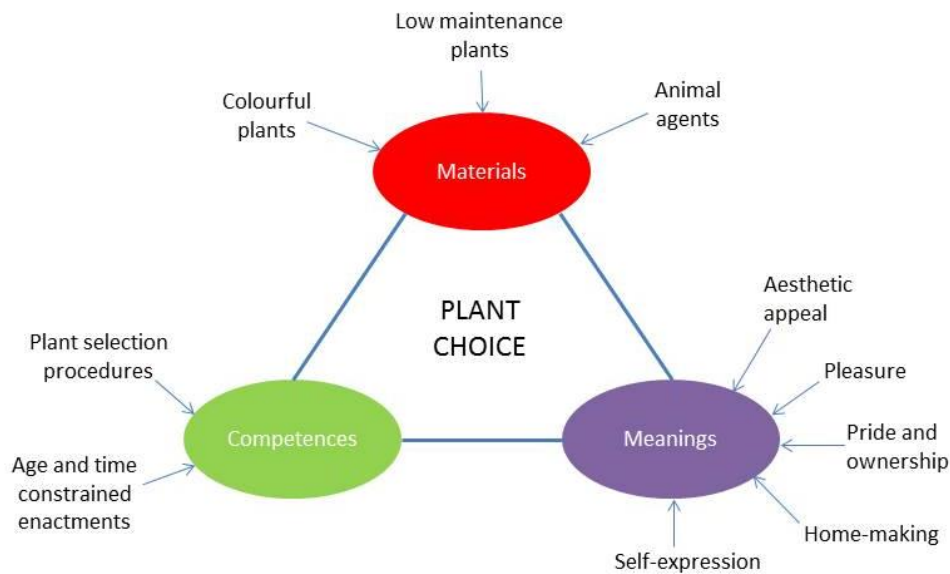 Low maintenance
plants
Colourful
plants
Animal
agents
Materials
PLANT
CHOICE
Aesthetic
appeal
Plant selection
procedures
Pleasure
Competences
Meanings
Pride and
ownership
Age and time
constrained
enactments
Home-making
Self-expression